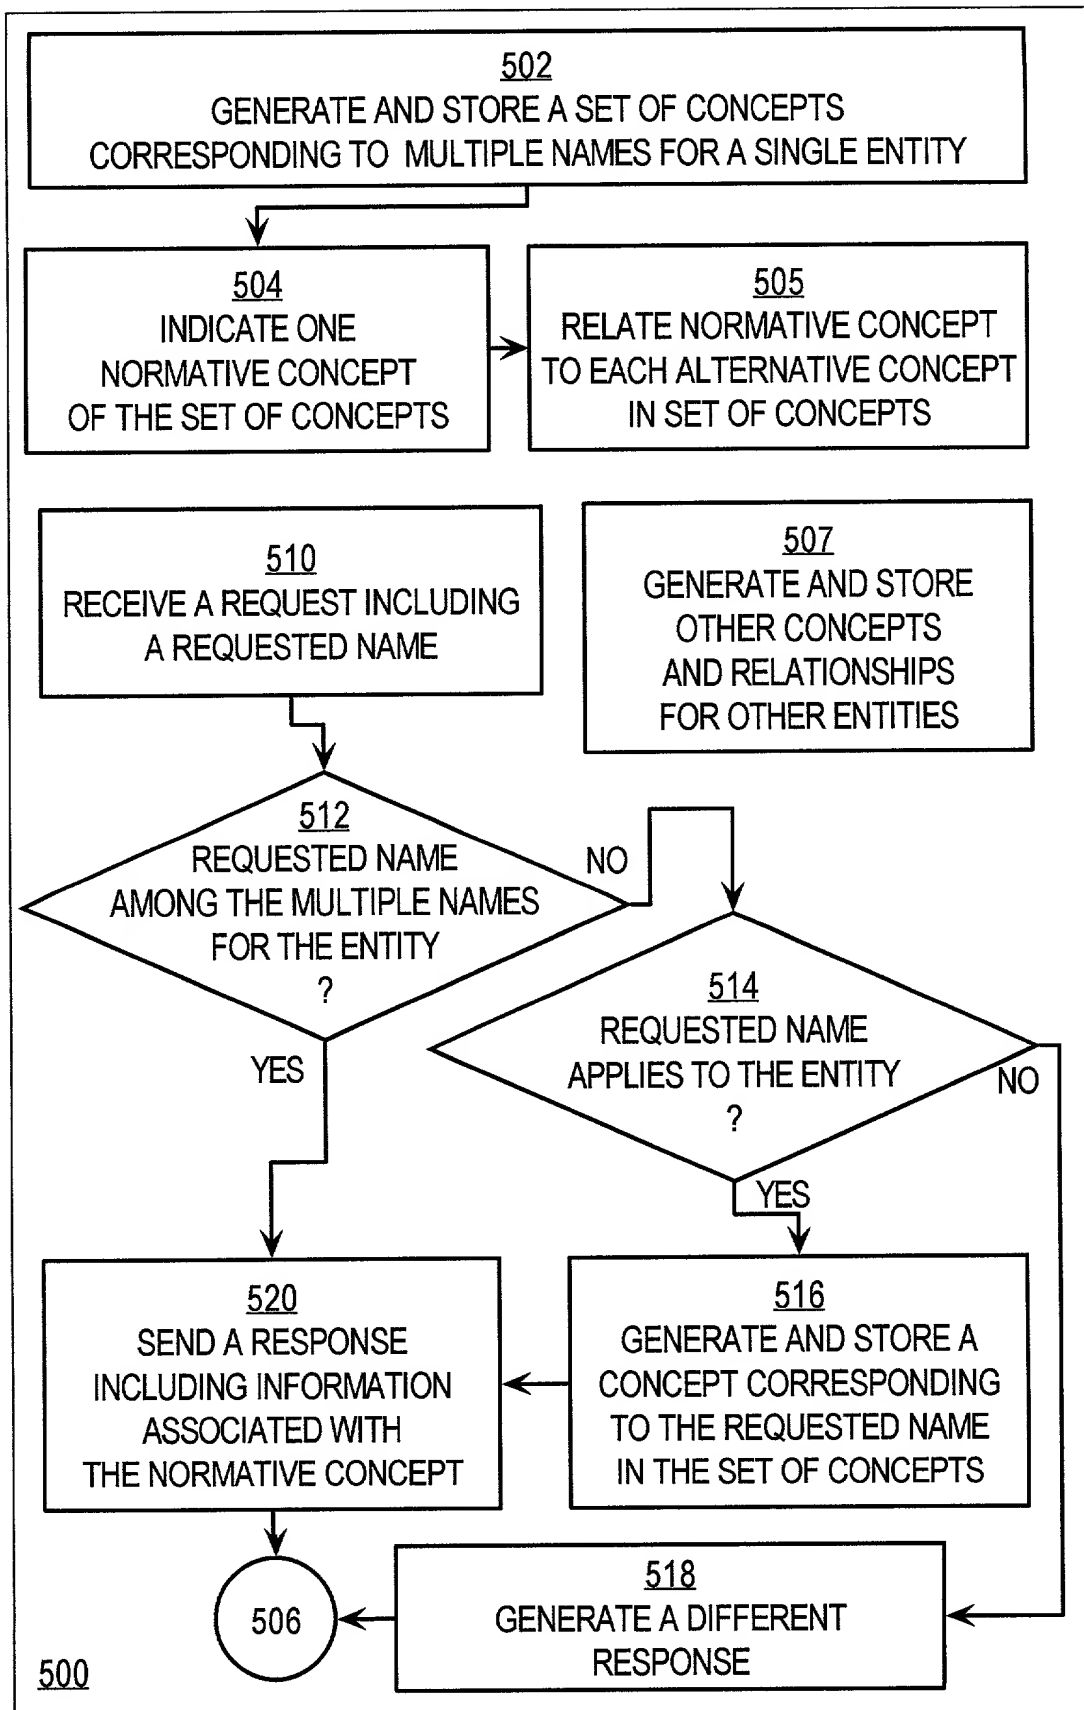 502
GENERATE AND STORE A SET OF CONCEPTS
CORRESPONDING TO MULTIPLE NAMES FOR A SINGLE ENTITY
504
INDICATE ONE
NORMATIVE CONCEPT
OF THE SET OF CONCEPTS
505
RELATE NORMATIVE CONCEPT
TO EACH ALTERNATIVE CONCEPT
IN SET OF CONCEPTS
510
RECEIVE A REQUEST INCLUDING
A REQUESTED NAME
507
GENERATE AND STORE
OTHER CONCEPTS
AND RELATIONSHIPS
FOR OTHER ENTITIES
512
REQUESTED NAME
AMONG THE MULTIPLE NAMES
FOR THE ENTITY
?
NO
YES
514
REQUESTED NAME
APPLIES TO THE ENTITY
?
NO
YES
520
SEND A RESPONSE
INCLUDING INFORMATION
ASSOCIATED WITH
THE NORMATIVE CONCEPT
516
GENERATE AND STORE A
CONCEPT CORRESPONDING
TO THE REQUESTED NAME
IN THE SET OF CONCEPTS
506
518
GENERATE A DIFFERENT
RESPONSE
500